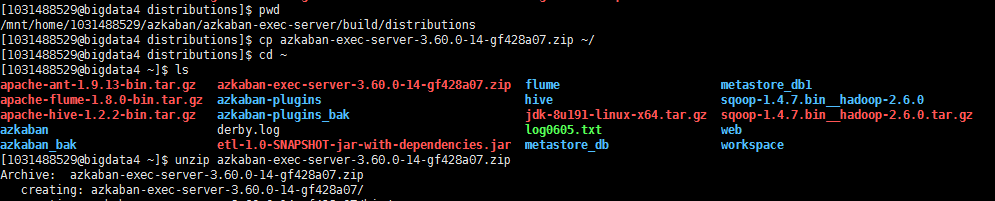 [1031488529@bigdata4 distributions]$ pwd
/mnt/home/1031488529/azkaban/azkaban-exec-server/build/distributions
[1031488529@bigdata4 distributions]$ cp azkaban-exec-server-3.60.0-14-gf428a07.zip ~/
[1031488529@bigdata4 distributions]$ cd ~
[1031488529@bigdata4 ~]$ ls
apache-ant-1.9.13-bin.tar.gz azkaban-exec-server-3.60.0-14-gf428a07.zip flume metastore_db1
apache-flume-1.8.0-bin.tar.gz azkaban-plugins hive sqoop-1.4.7.bin__hadoop-2.6.0
apache-hive-1.2.2-bin.tar.gz azkaban-plugins_bak jdk-8u191-linux-x64.tar.gz sqoop-1.4.7.bin__hadoop-2.6.0.tar.gz
azkaban derby.log log0605.txt web
azkaban_bak etl-1.0-SNAPSHOT-jar-with-dependencies.jar metastore_db workspace
[1031488529@bigdata4 ~]$ unzip azkaban-exec-server-3.60.0-14-gf428a07.zip
Archive: azkaban-exec-server-3.60.0-14-gf428a07.zip
creating: azkaban-exec-server-3.60.0-14-gf428a07/